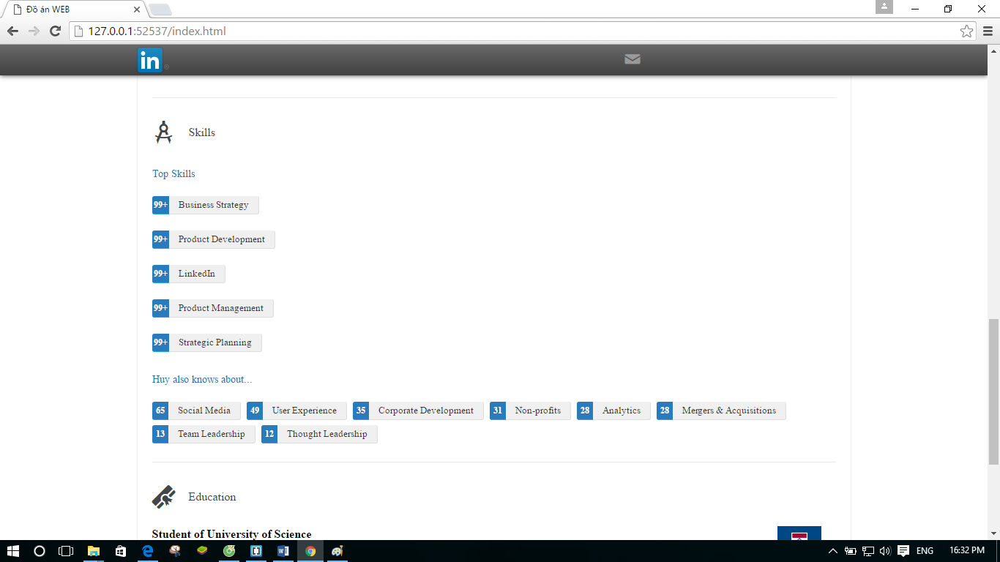 Đồ án WEB
127.0.0.1:52537/index.html
in
Skills
Top Skills
99+ Business Strategy
99+ Product Development
99+ LinkedIn
99+ Product Management
99+ Strategic Planning
Huy also knows about...
65 Social Media 49 User Experience 35 Corporate Development 31 Non-profits 28 Analytics 28 Mergers & Acquisitions
13 Team Leadership 12 Thought Leadership
Education
Student of University of Science
ENG 16:32 PM